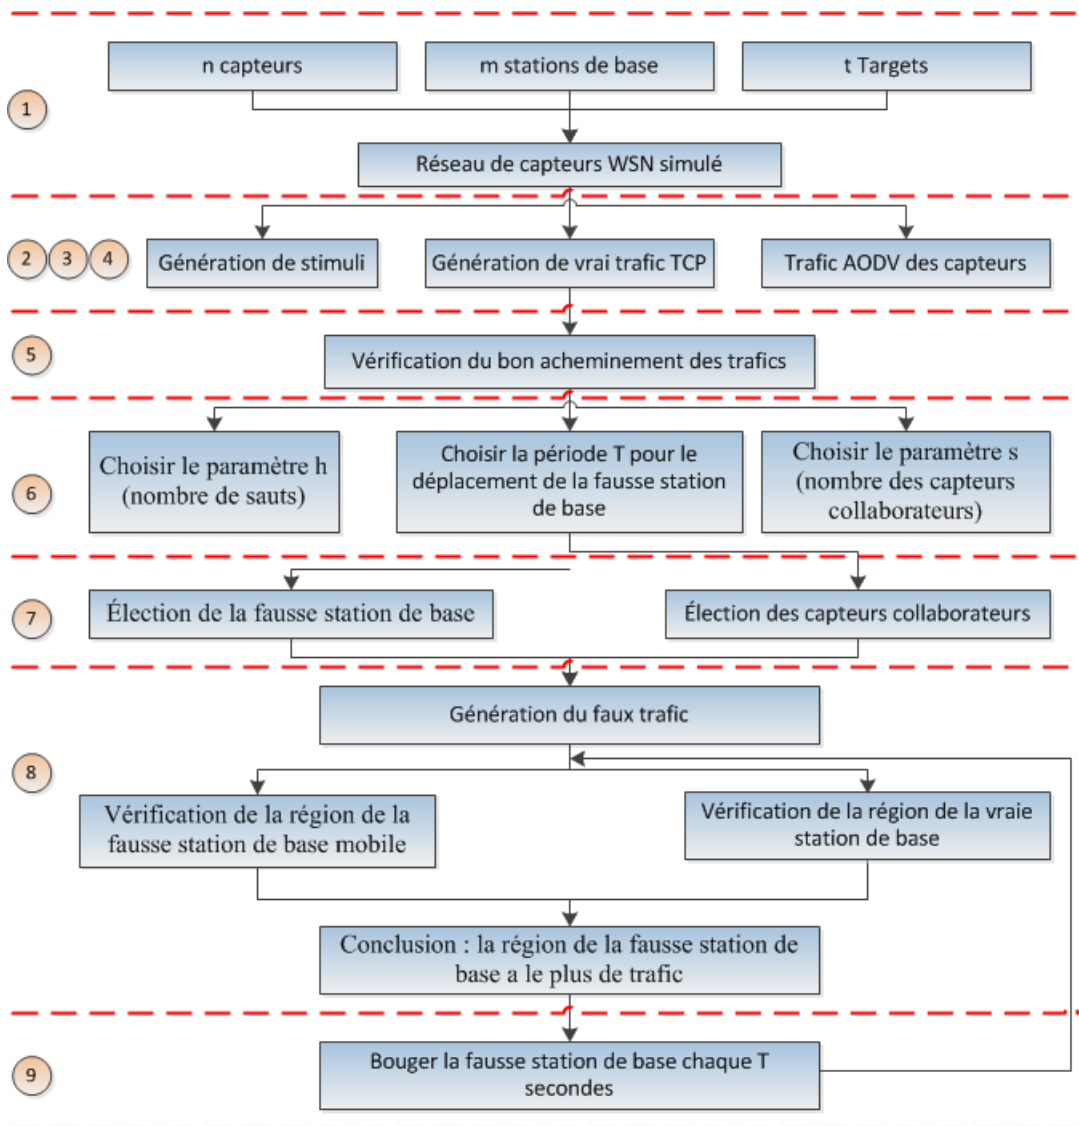 n capteurs
m stations de base
t Targets
1
Réseau de capteurs WSN simulé
2
3
4
Génération de stimuli
Génération de vrai trafic TCP
Trafic AODV des capteurs
5
Vérification du bon acheminement des trafics
6
Choisir le paramètre h
(nombre de sauts)
Choisir la période T pour le
déplacement de la fausse station
de base
Choisir le paramètre s
(nombre des capteurs
collaborateurs)
7
Élection de la fausse station de base
Élection des capteurs collaborateurs
Génération du faux trafic
8
Vérification de la région de la
fausse station de base mobile
Vérification de la région de la vraie
station de base
Conclusion : la région de la fausse station de
base a le plus de trafic
9
Bouger la fausse station de base chaque T
secondes